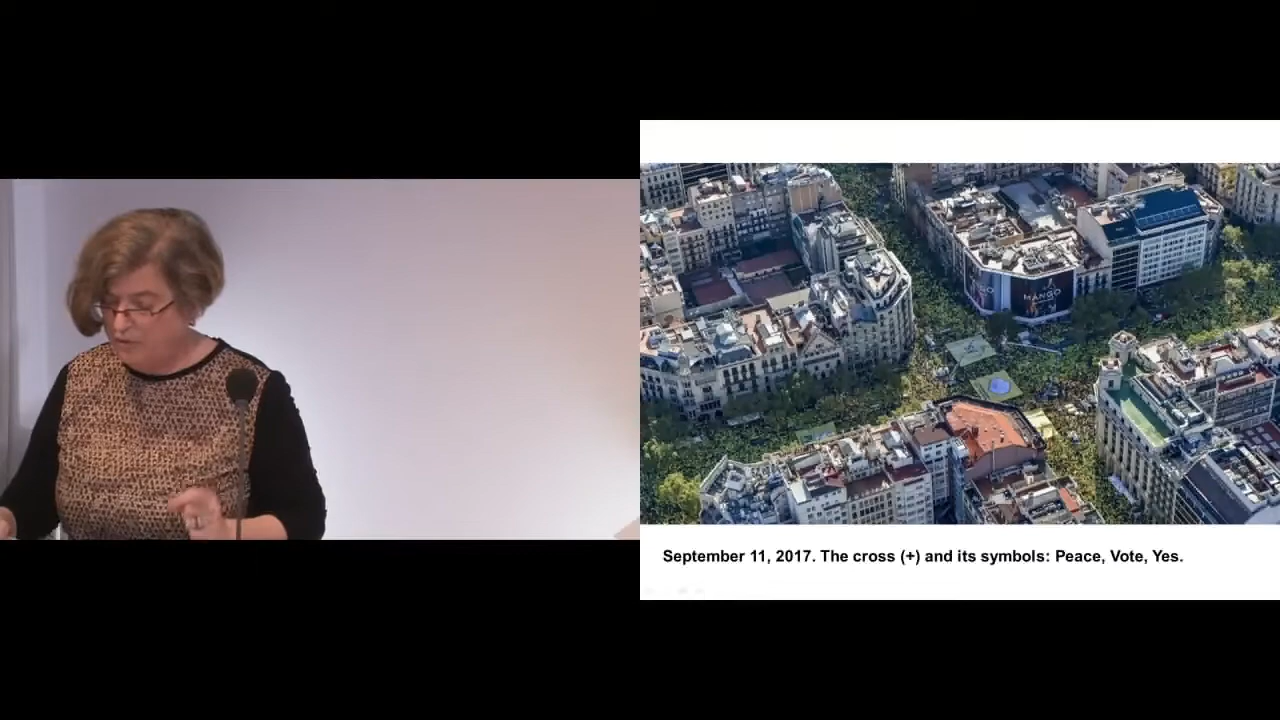 MANGO
September 11, 2017. The cross (+) and its symbols: Peace, Vote, Yes.